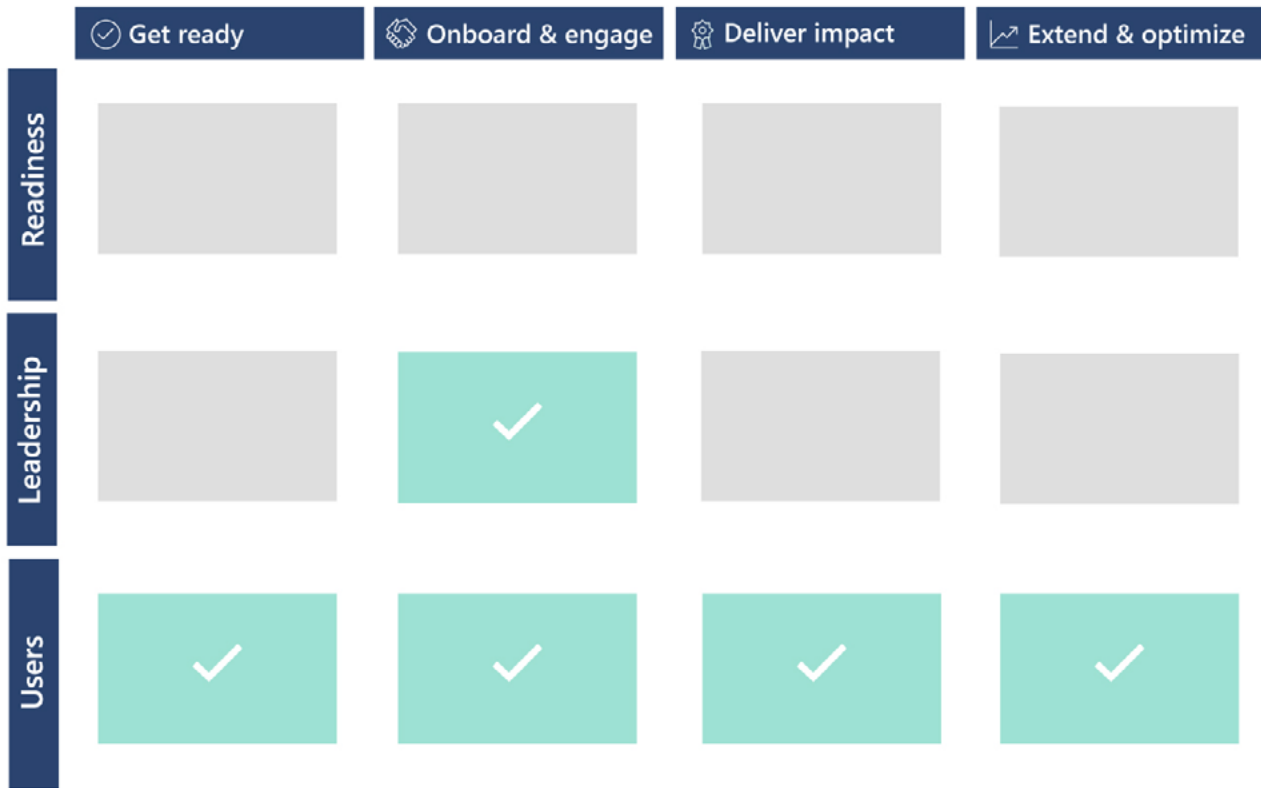 Get ready
Onboard & engage
Deliver impact
Extend & optimize
Readiness
Leadership
Users